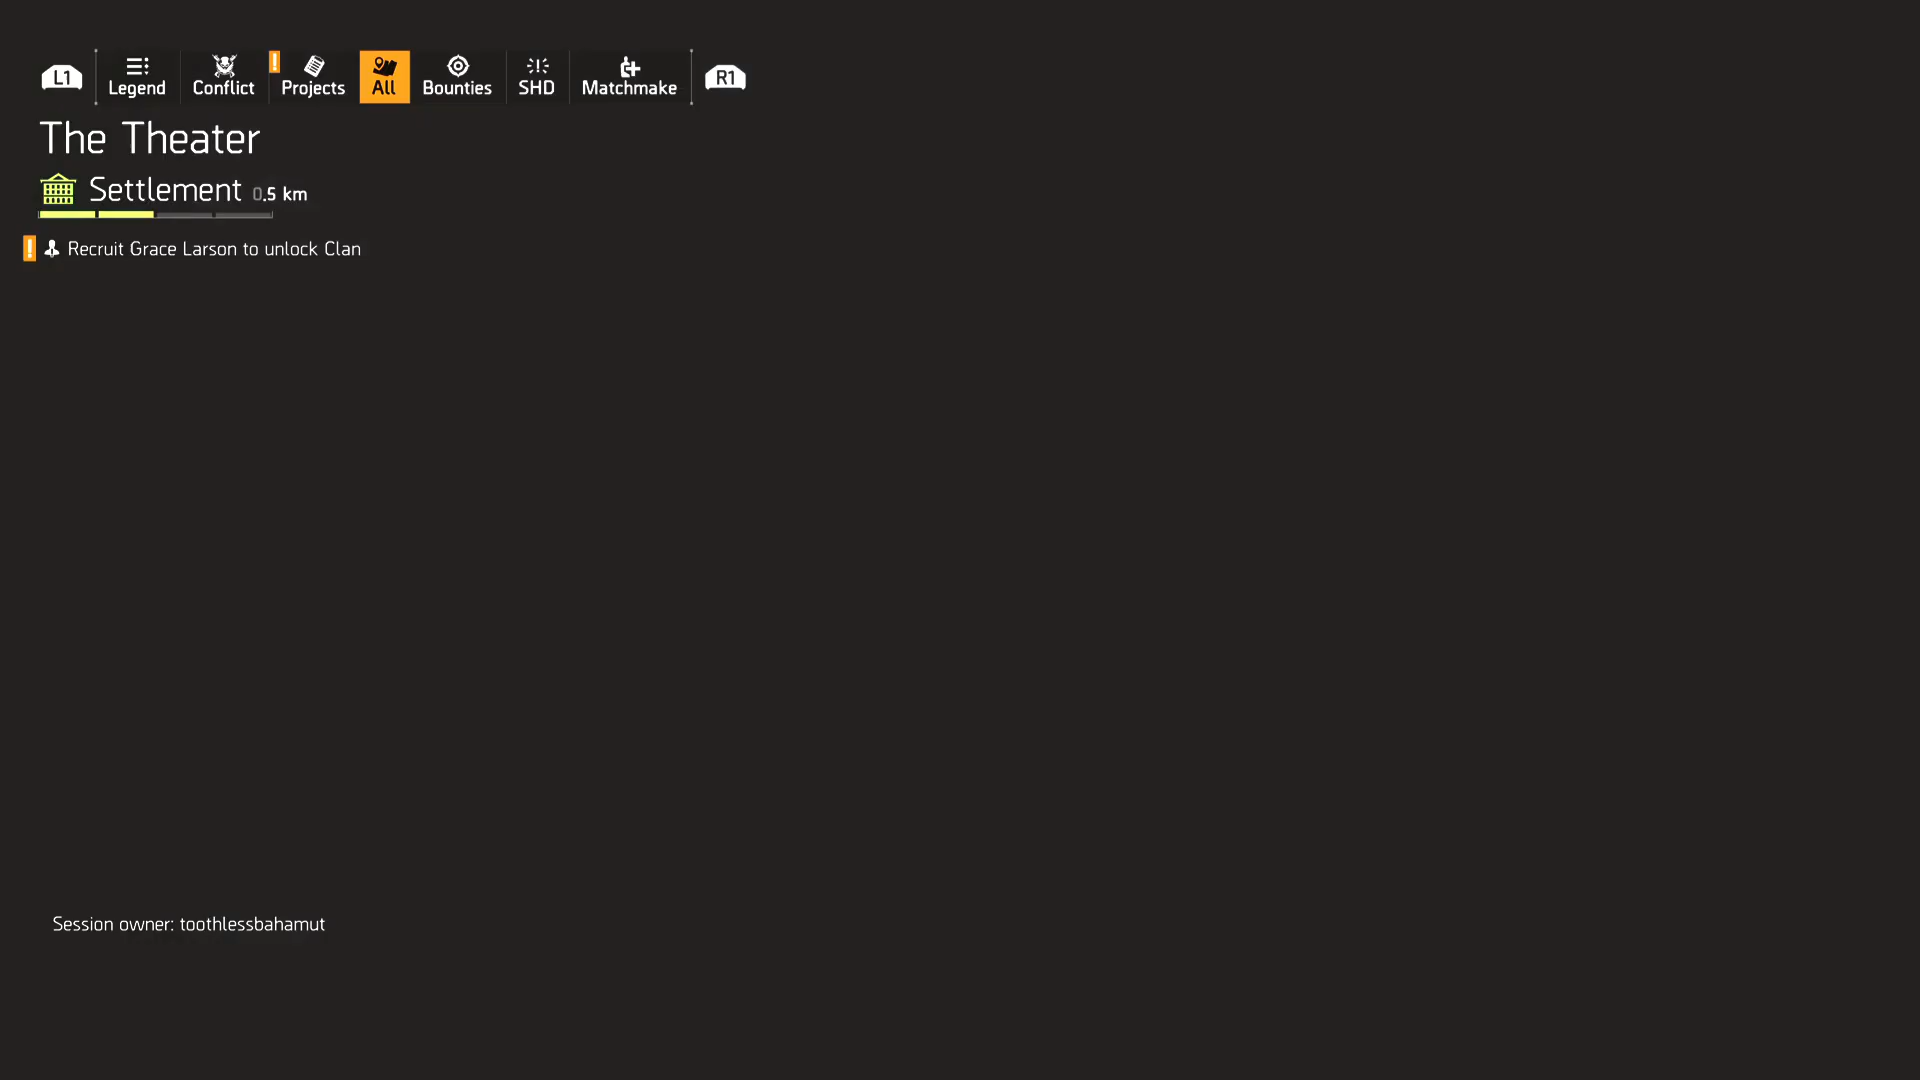 L1 Legend Conflict Projects All Bounties SHD Matchmake R1
The Theater
Settlement 0.5 km
Recruit Grace Larson to unlock Clan
Session owner: toothlessbahamut